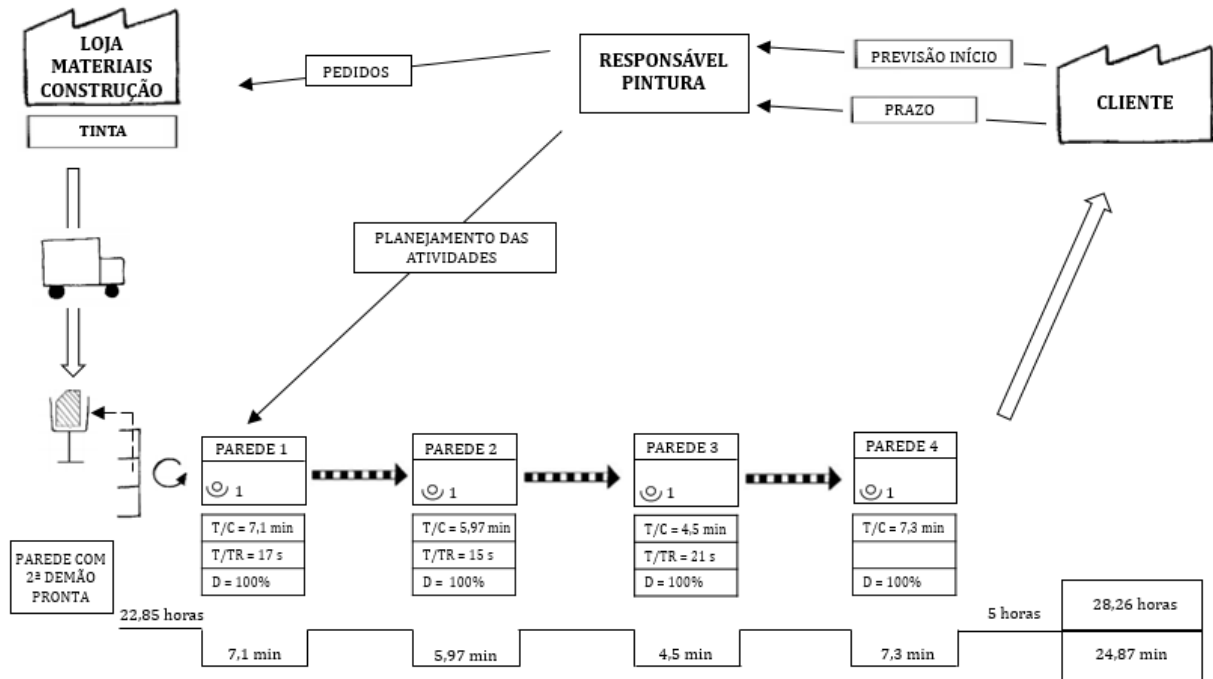 LOJA
MATERIAIS
CONSTRUÇÃO
TINTA
PEDIDOS
RESPONSÁVEL
PINTURA
PREVISÃO INÍCIO
PRAZO
CLIENTE
PLANEJAMENTO DAS
ATIVIDADES
PAREDE 1
1
T/C = 7,1 min
T/TR = 17 s
D = 100%
PAREDE 2
1
T/C = 5,97 min
T/TR = 15 s
D = 100%
PAREDE 3
1
T/C = 4,5 min
T/TR = 21 s
D = 100%
PAREDE 4
1
T/C = 7,3 min
D = 100%
PAREDE COM
2ª DEMÃO
PRONTA
22,85 horas
7,1 min
5,97 min
4,5 min
7,3 min
5 horas
28,26 horas
24,87 min